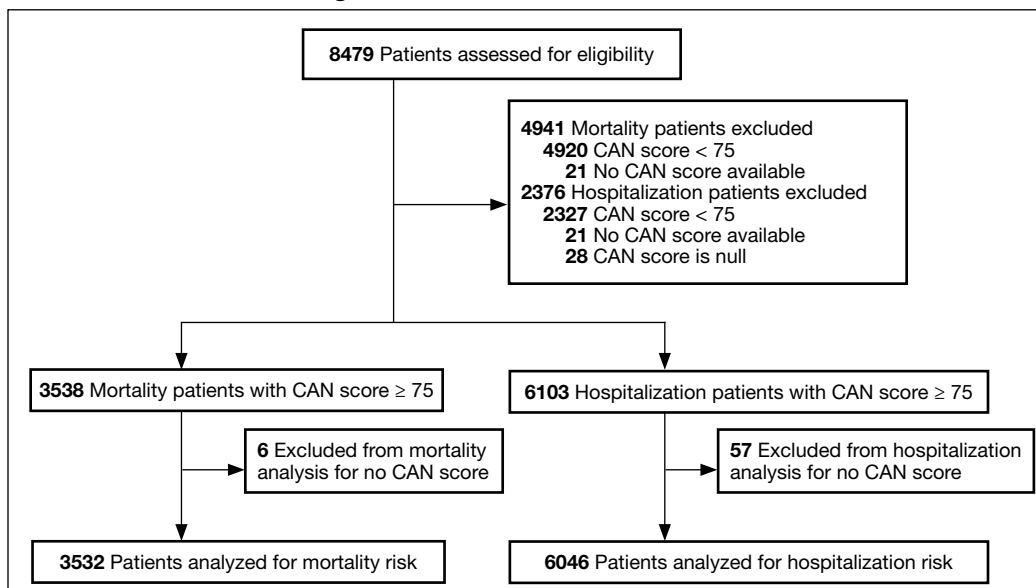 8479 Patients assessed for eligibility
4941 Mortality patients excluded
4920 CAN score < 75
21 No CAN score available
2376 Hospitalization patients excluded
2327 CAN score < 75
21 No CAN score available
28 CAN score is null
3538 Mortality patients with CAN score ≥ 75
6103 Hospitalization patients with CAN score ≥ 75
6 Excluded from mortality
analysis for no CAN score
57 Excluded from hospitalization
analysis for no CAN score
3532 Patients analyzed for mortality risk
6046 Patients analyzed for hospitalization risk